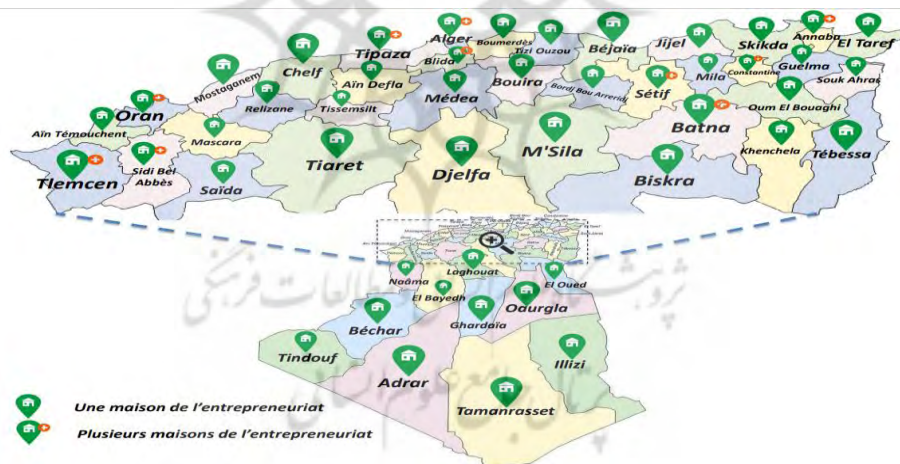 Annaba
Alger
Boumerdès
Béjaïa
Jijel
Skikda
El Taref
Tipaza
Tizi Ouzou
Chelf
Blida
Bouira
Mila
Constantine
Guelma
Souk Ahras
Mostaganem
Aïn Defla
Médea
Bordj Bou Arreridj
Sétif
Oum El Bouaghi
Oran
Relizane
Tissemsilt
Batna
Aïn Témouchent
Mascara
M'Sila
Khenchela
Tébessa
Tlemcen
Sidi Bel
Abbès
Saïda
Tiaret
Djelfa
Biskra
Naâma
Laghouat
El Oued
El Bayedh
Oaurgla
Ghardaïa
Béchar
Tindouf
Adrar
Illizi
Tamanrasset
Une maison de l'entrepreneuriat
Plusieurs maisons de l'entrepreneuriat